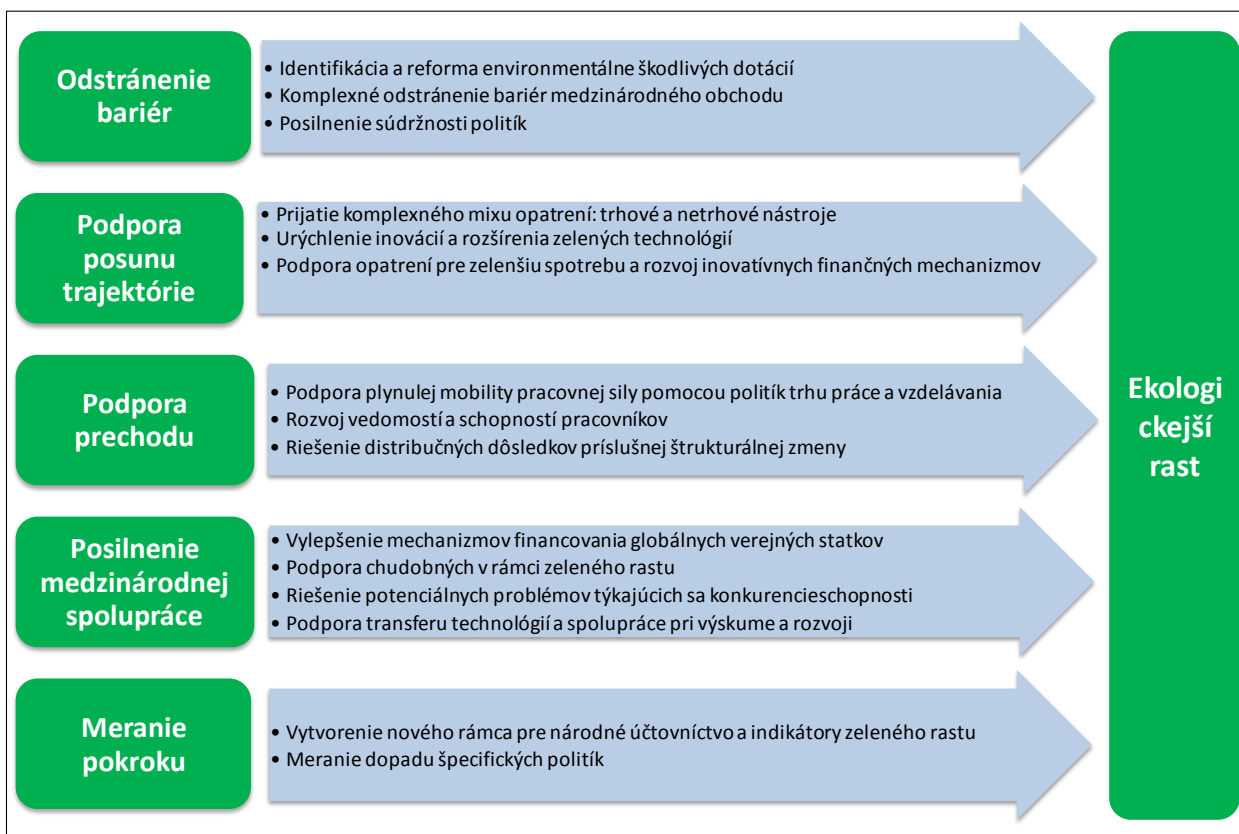 Odstránenie
bariér
• Identifikácia a reforma environmentálne škodlivých dotácií
• Komplexné odstránenie bariér medzinárodného obchodu
• Posilnenie súdržnosti politík
Podpora
posunu
trajektórie
• Prijatie komplexného mixu opatrení: trhové a netrhové nástroje
• Urýchlenie inovácií a rozšírenia zelených technológií
• Podpora opatrení pre zelenšiu spotrebu a rozvoj inovatívnych finančných mechanizmov
Podpora
prechodu
• Podpora plynulej mobility pracovnej sily pomocou politík trhu práce a vzdelávania
• Rozvoj vedomostí a schopností pracovníkov
• Riešenie distribučných dôsledkov príslušnej štrukturálnej zmeny
Posilnenie
medzinárodnej
spolupráce
• Vylepšenie mechanizmov financovania globálnych verejných statkov
• Podpora chudobných v rámci zeleného rastu
• Riešenie potenciálnych problémov týkajúcich sa konkurencieschopnosti
• Podpora transferu technológií a spolupráce pri výskume a rozvoji
Meranie
pokroku
• Vytvorenie nového rámca pre národné účtovníctvo a indikátory zeleného rastu
• Meranie dopadu špecifických politík
Ekologi
ckejší
rast